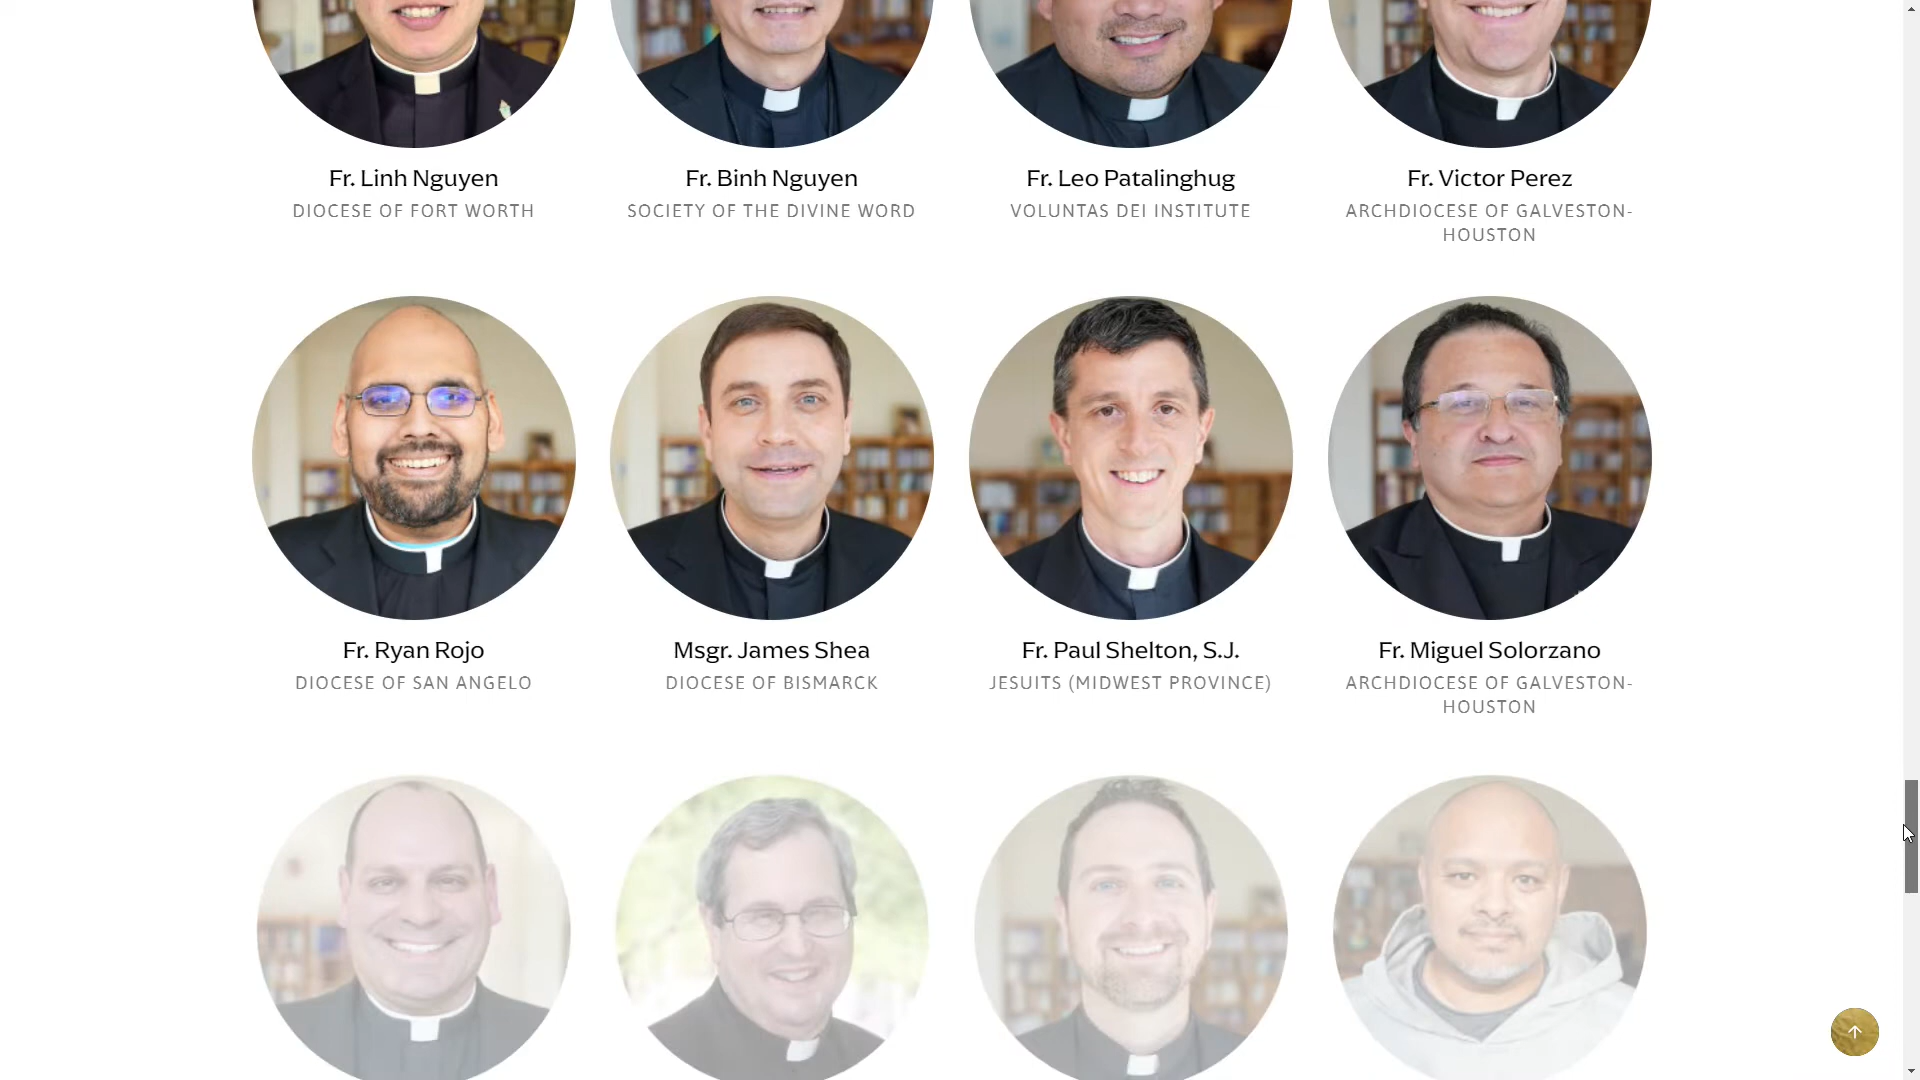 Fr. Linh Nguyen
DIOCESE OF FORT WORTH
Fr. Binh Nguyen
SOCIETY OF THE DIVINE WORD
Fr. Leo Patalinghug
VOLUNTAS DEI INSTITUTE
Fr. Victor Perez
ARCHDIOCESE OF GALVESTON-
HOUSTON
Fr. Ryan Rojo
DIOCESE OF SAN ANGELO
Msgr. James Shea
DIOCESE OF BISMARCK
Fr. Paul Shelton, S.J.
JESUITS (MIDWEST PROVINCE)
Fr. Miguel Solorzano
ARCHDIOCESE OF GALVESTON-
HOUSTON